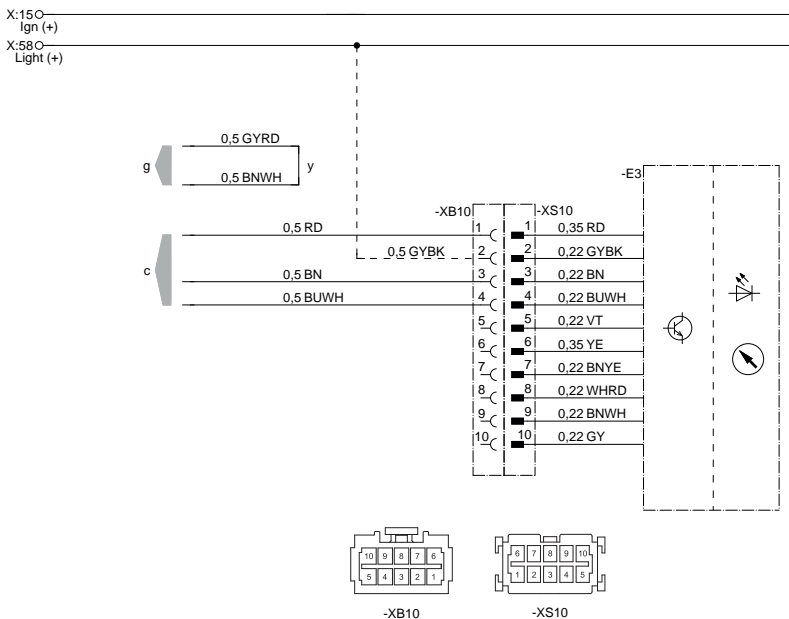 X:15
Ign (+)
X:58
Light (+)
0,5 GYRD
g
y
0,5 BNWH
-E3
-XB10
-XS10
0,5 RD
1
1
0,35 RD
0,5 GYBK
2
2
0,22 GYBK
c
0,5 BN
3
3
0,22 BN
0,5 BUWH
4
4
0,22 BUWH
5
5
0,22 VT
6
6
0,35 YE
7
7
0,22 BNYE
8
8
0,22 WHRD
9
9
0,22 BNWH
10
10
0,22 GY
10 9 8 7 6
5 4 3 2 1
-XB10
6 7 8 9 10
1 2 3 4 5
-XS10